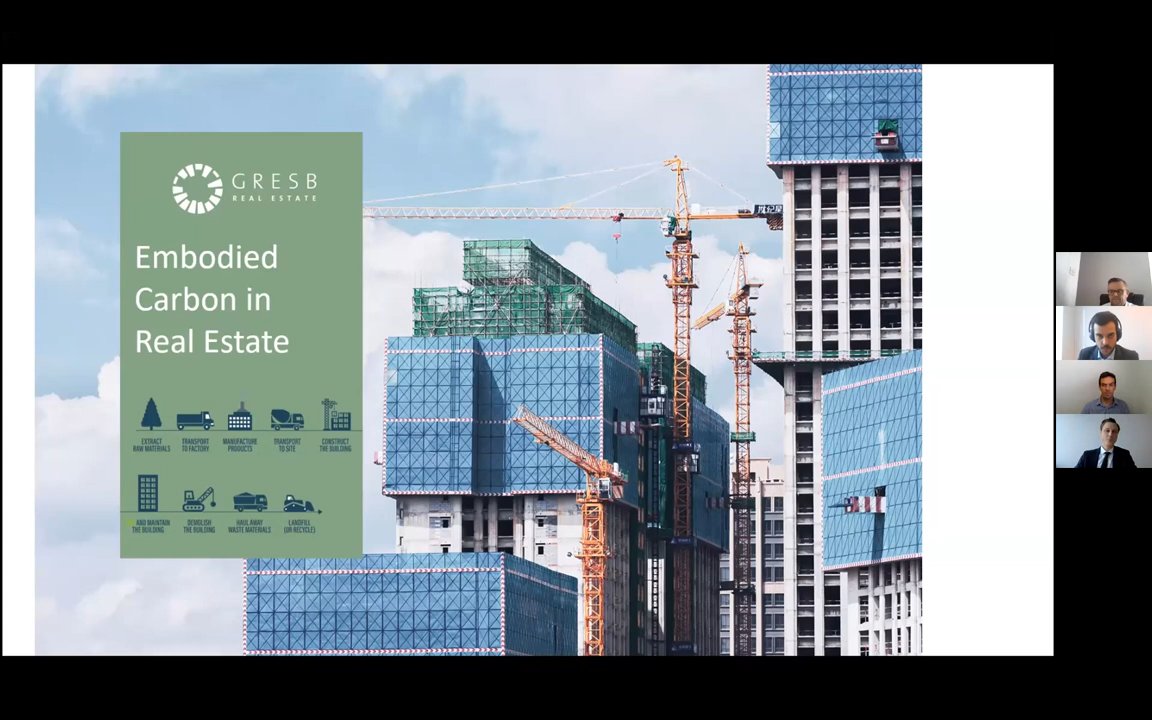 GRESB
REAL ESTATE
Embodied
Carbon in
Real Estate
EXTRACT
RAW MATERIALS
TRANSPORT
TO FACTORY
MANUFACTURE
PRODUCTS
TRANSPORT
TO SITE
CONSTRUCT
THE BUILDING
AND MAINTAIN
THE BUILDING
DEMOLISH
THE BUILDING
HAUL AWAY
WASTE MATERIALS
LANDFILL
(OR RECYCLE)